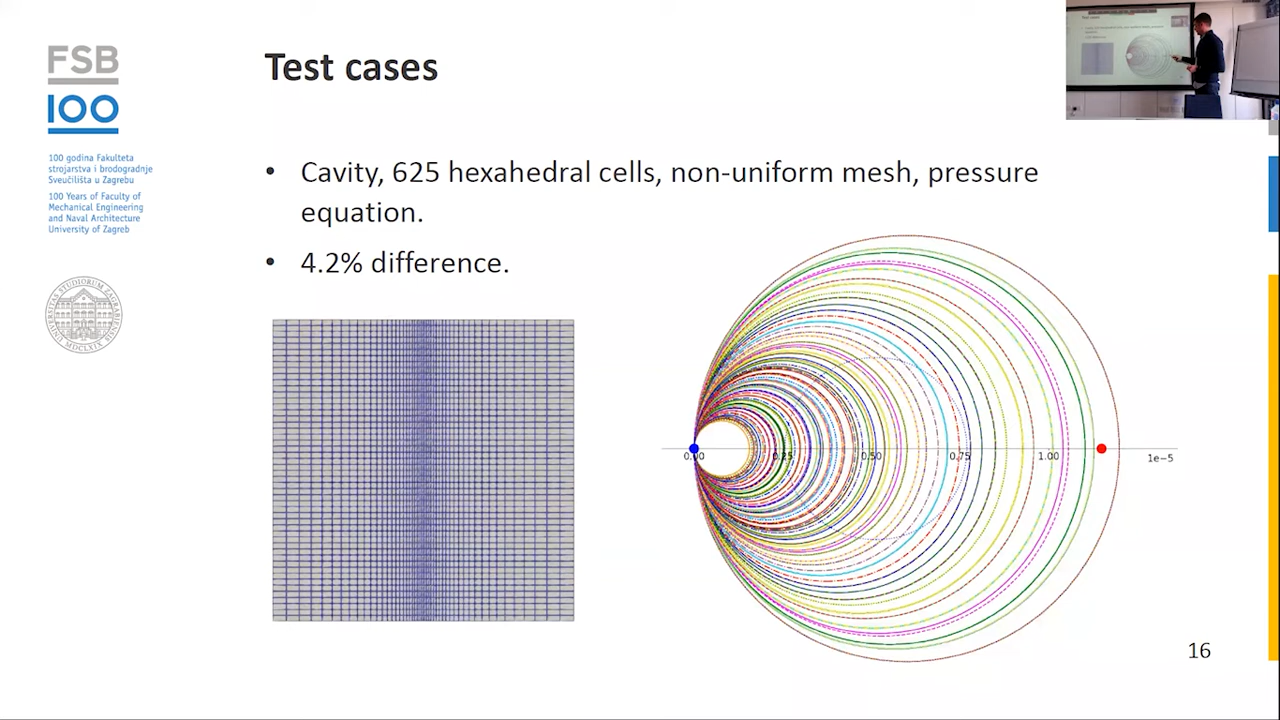 FSB
100
100 godina Fakulteta
strojarstva i brodogradnje
Sveučilišta u Zagrebu
100 Years of Faculty of
Mechanical Engineering
and Naval Architecture
University of Zagreb
Test cases
• Cavity, 625 hexahedral cells, non-uniform mesh, pressure
equation.
• 4.2% difference.
0.00 0.25 0.50 0.75 1.00 1e-5
16